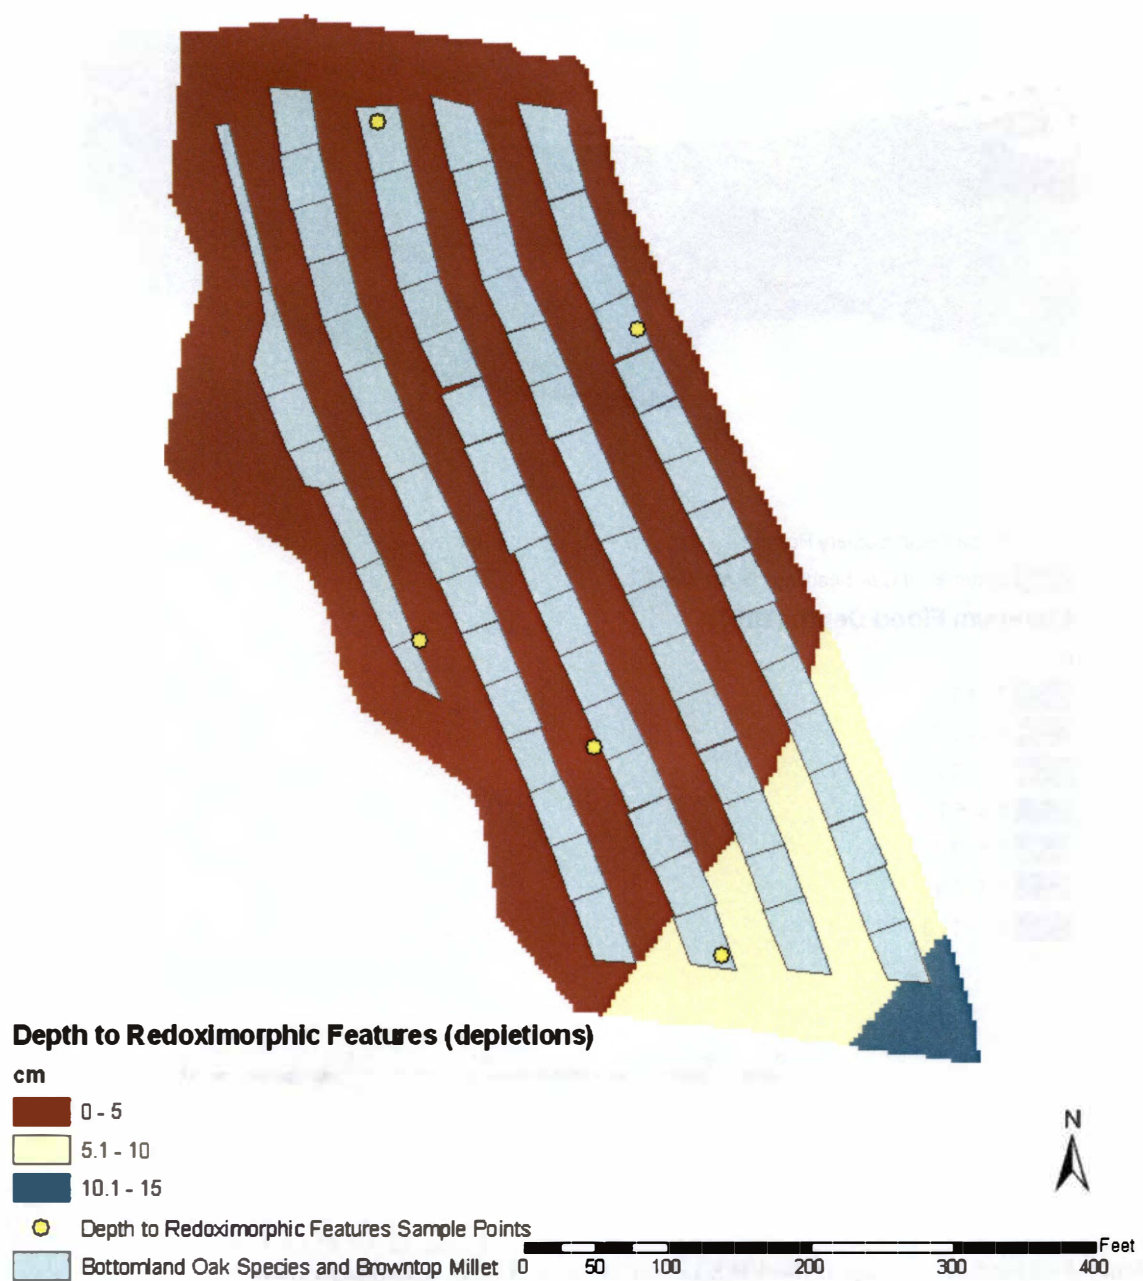 Depth to Redoximorphic Features (depletions)
cm
0 - 5
5.1 - 10
10.1 - 15
Depth to Redoximorphic Features Sample Points
Bottomland Oak Species and Browntop Millet
N
Feet
0 50 100 200 300 400